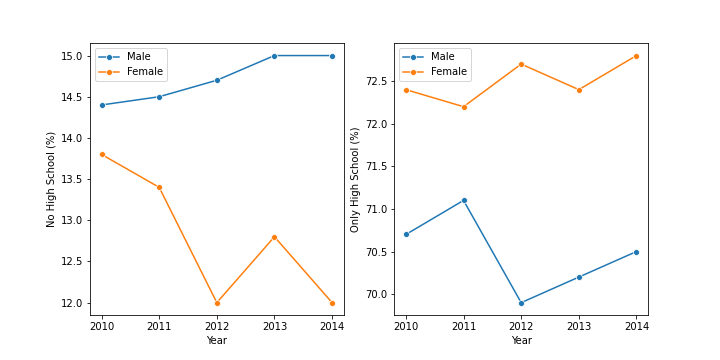 Male
Female
15.0
14.5
14.0
13.5
13.0
12.5
12.0
No High School (%)
2010 2011 2012 2013 2014
Year
Male
Female
72.5
72.0
71.5
71.0
70.5
70.0
Only High School (%)
2010 2011 2012 2013 2014
Year